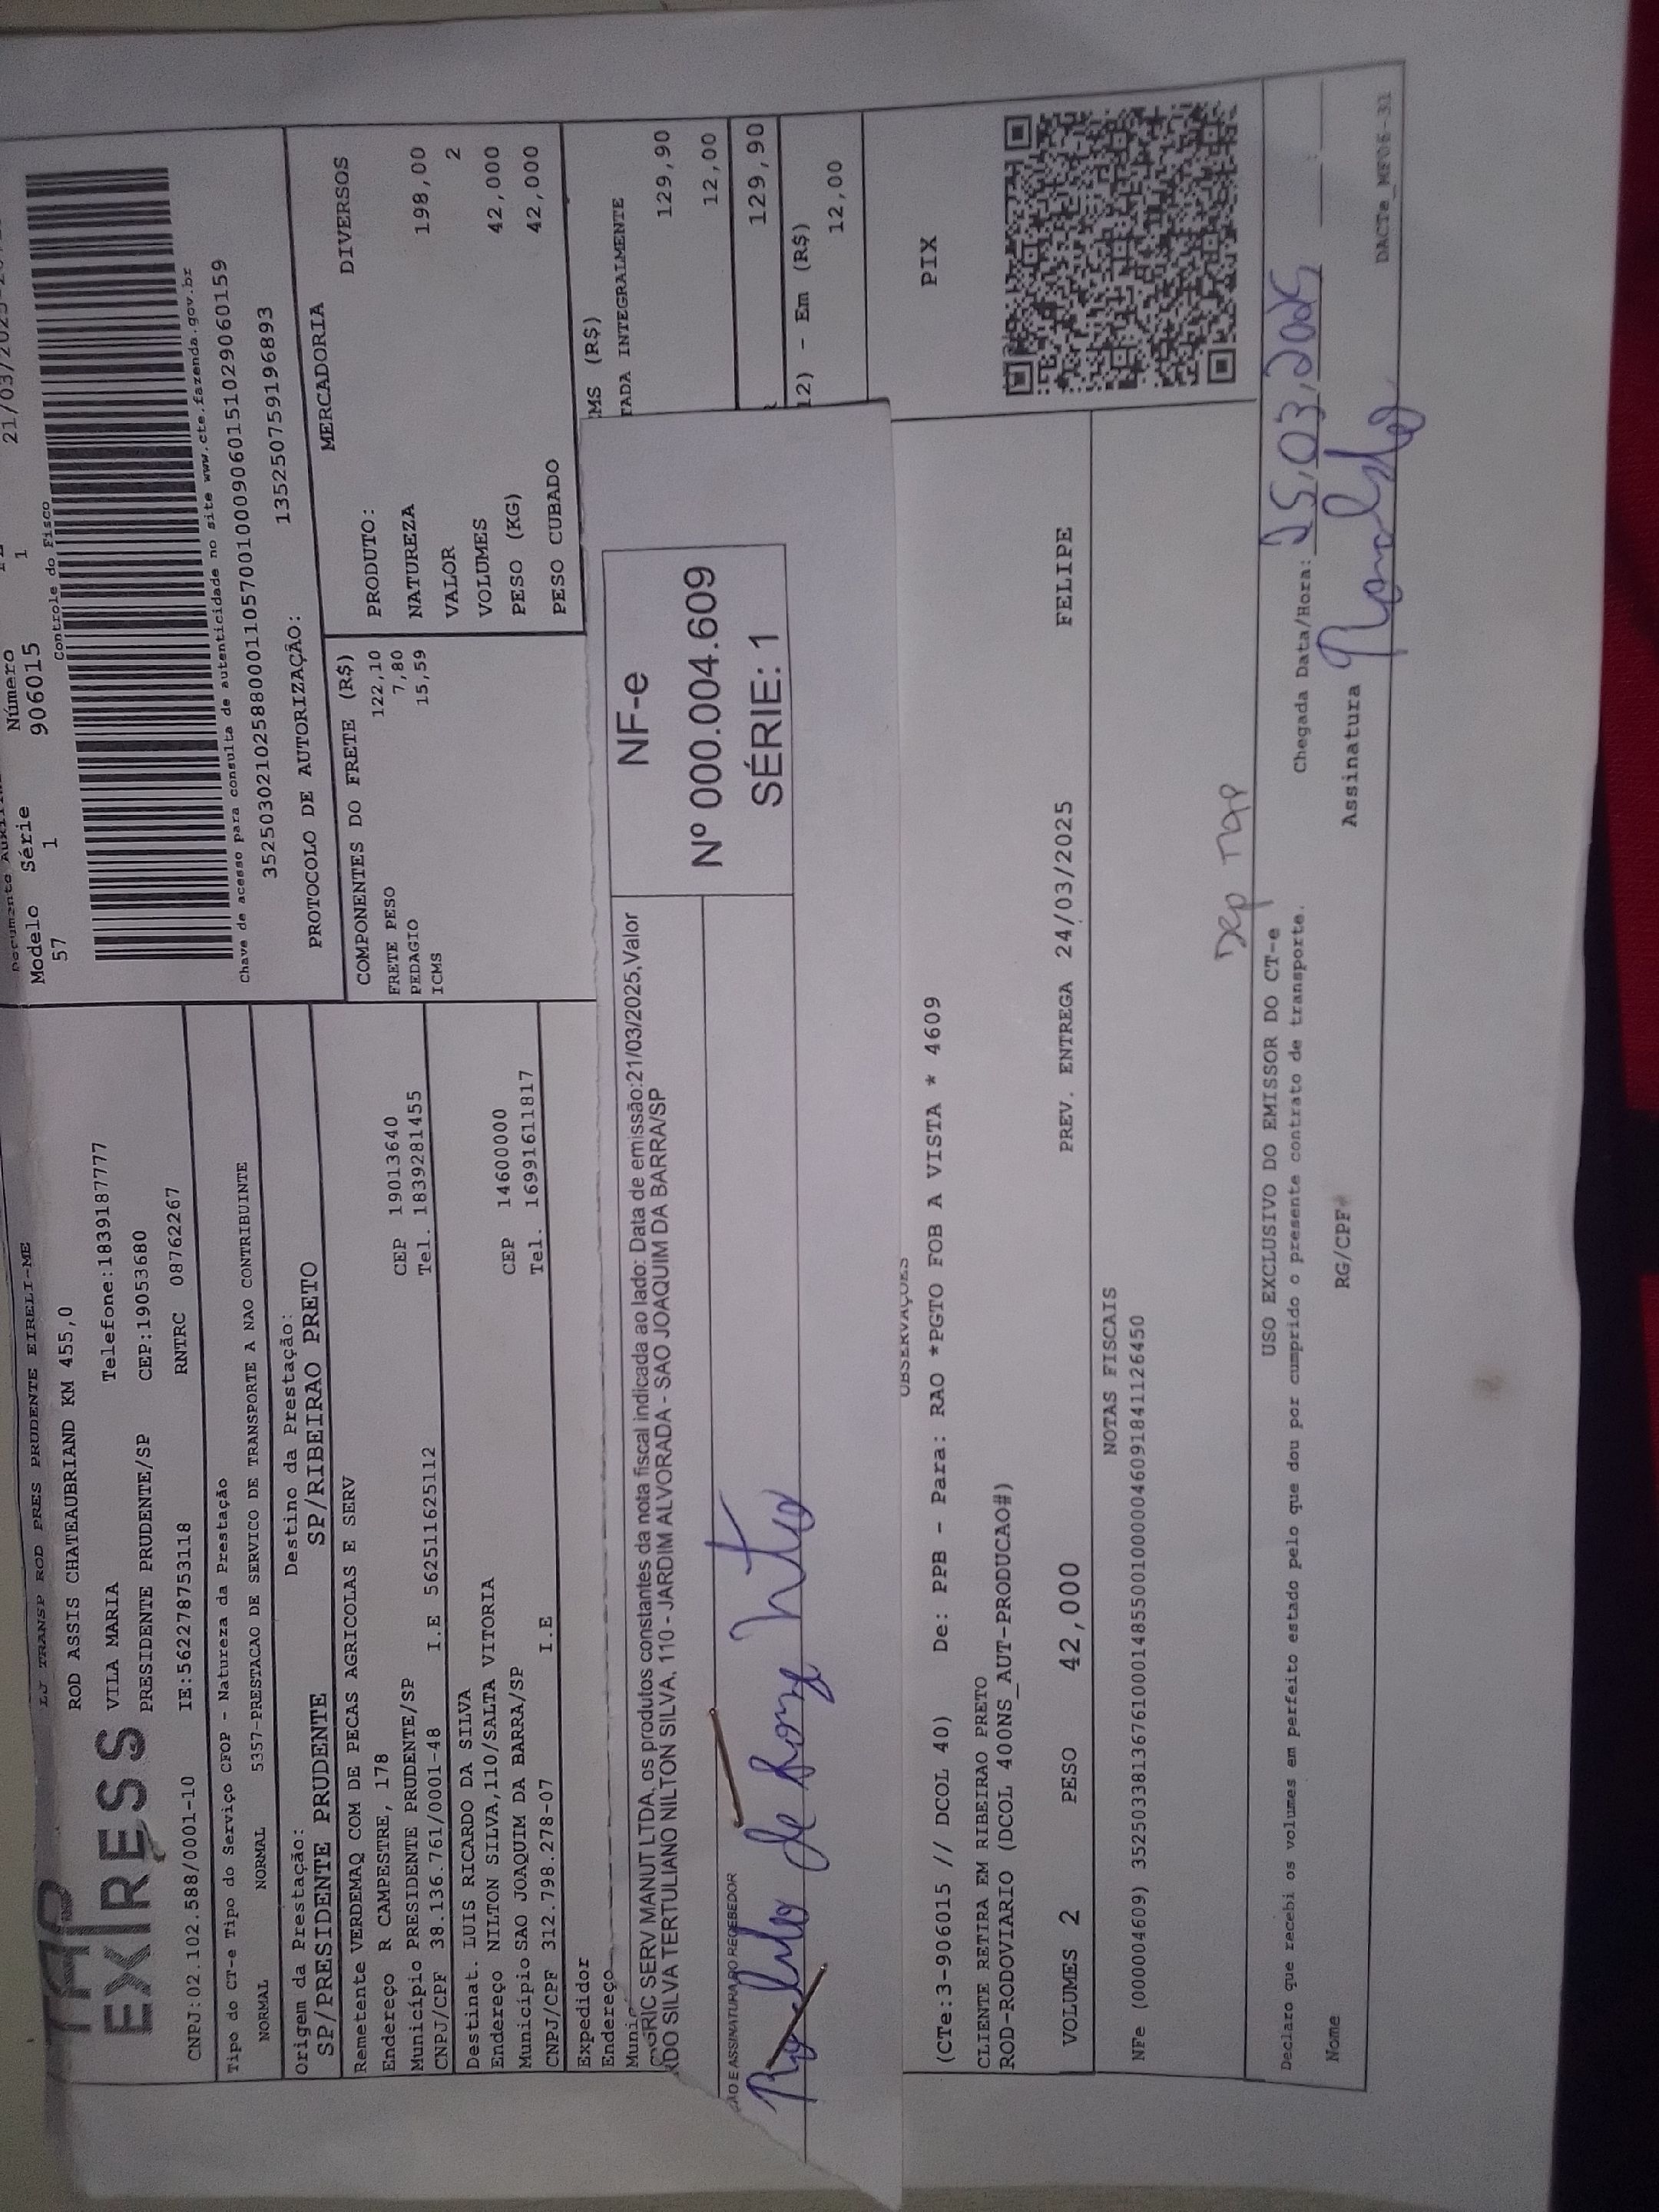 TAP
EXPRESS
LJ TRANSP ROD PRES PRUDENTE EIRELI-ME
ROD ASSIS CHATEAUBRIAND KM 455,0
VILA MARIA Telefone:1839187777
PRESIDENTE PRUDENTE/SP CEP:19053680
CNPJ:02.102.588/0001-10 IE:562278753118 RNTRC 08762267
Modelo Série Número
57 1 906015 1 21/03/2025
Controle do Fisco
Chave de acesso para consulta de autenticidade no site www.cte.fazenda.gov.br
35250302102588000110570010009060151029060159
PROTOCOLO DE AUTORIZAÇÃO: 135250759196893
Tipo do CT-e Tipo do Serviço CFOP - Natureza da Prestação
NORMAL NORMAL 5357-PRESTACAO DE SERVICO DE TRANSPORTE A NAO CONTRIBUINTE
Origem da Prestação: Destino da Prestação:
SP/PRESIDENTE PRUDENTE SP/RIBEIRAO PRETO
Remetente VERDEMAQ COM DE PECAS AGRICOLAS E SERV
Endereço R CAMPESTRE, 178 CEP 19013640
Município PRESIDENTE PRUDENTE/SP Tel. 1839281455
CNPJ/CPF 38.136.761/0001-48 I.E 562511625112
Destinat. LUIS RICARDO DA SILVA
Endereço NILTON SILVA,110/SALTA VITORIA CEP 14600000
Município SAO JOAQUIM DA BARRA/SP Tel. 16991611817
CNPJ/CPF 312.798.278-07 I.E
Expedidor
Endereço
COMPONENTES DO FRETE (R$)
FRETE PESO 122,10
PEDAGIO 7,80
ICMS 15,59
MERCADORIA
PRODUTO: DIVERSOS
NATUREZA
VALOR 198,00
VOLUMES 2
PESO (KG) 42,000
PESO CUBADO 42,000
MS (R$)
TADA INTEGRALMENTE
129,90
12,00
129,90
12) - Em (R$)
12,00
GRIC SERV MANUT LTDA, os produtos constantes da nota fiscal indicada ao lado: Data de emissão:21/03/2025,Valor
RDO SILVA TERTULIANO NILTON SILVA, 110 - JARDIM ALVORADA - SAO JOAQUIM DA BARRA/SP
ÇÃO E ASSINATURA DO RECEBEDOR
NF-e
Nº 000.004.609
SÉRIE: 1
OBSERVAÇÕES
(CTe:3-906015 // DCOL 40) De: PPB - Para: RAO *PGTO FOB A VISTA * 4609
CLIENTE RETIRA EM RIBEIRAO PRETO
ROD-RODOVIARIO (DCOL 400NS_AUT-PRODUCAO#)
PIX
VOLUMES 2 PESO 42,000 PREV. ENTREGA 24/03/2025 FELIPE
NOTAS FISCAIS
NFe (000004609) 35250338136761000148550010000046091841126450
Dep TAP
USO EXCLUSIVO DO EMISSOR DO CT-e
Declaro que recebi os volumes em perfeito estado pelo que dou por cumprido o presente contrato de transporte.
Chegada Data/Hora: 25,03,2025
Nome RG/CPF Assinatura
DACTe_MF06-31